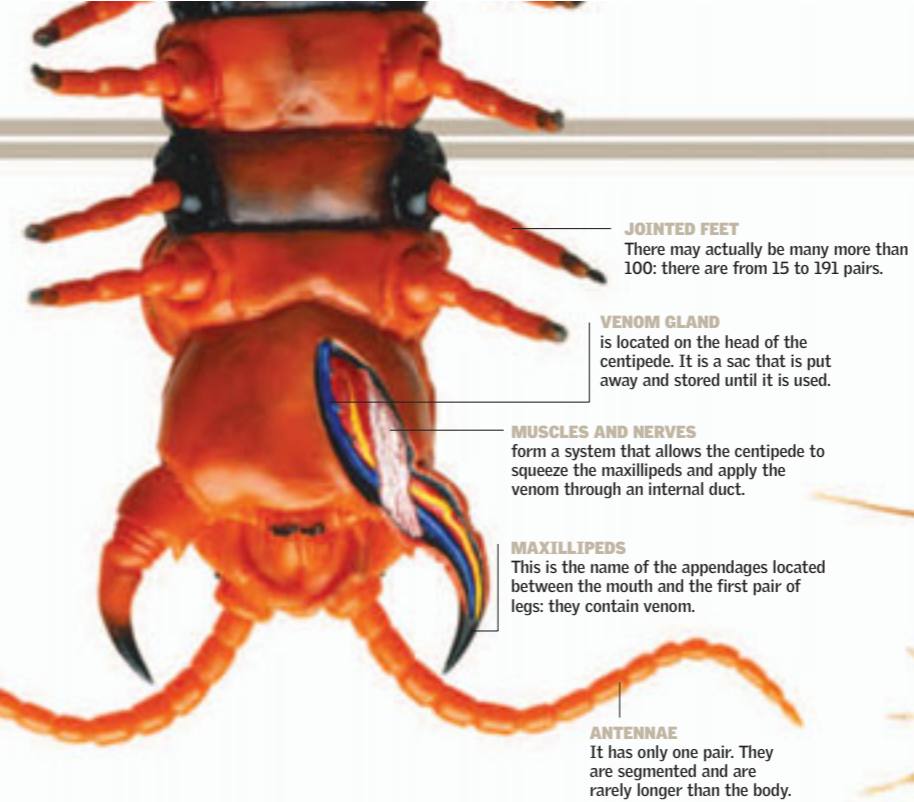 JOINTED FEET
There may actually be many more than
100: there are from 15 to 191 pairs.
VENOM GLAND
is located on the head of the
centipede. It is a sac that is put
away and stored until it is used.
MUSCLES AND NERVES
form a system that allows the centipede to
squeeze the maxillipeds and apply the
venom through an internal duct.
MAXILLIPEDS
This is the name of the appendages located
between the mouth and the first pair of
legs: they contain venom.
ANTENNAE
It has only one pair. They
are segmented and are
rarely longer than the body.